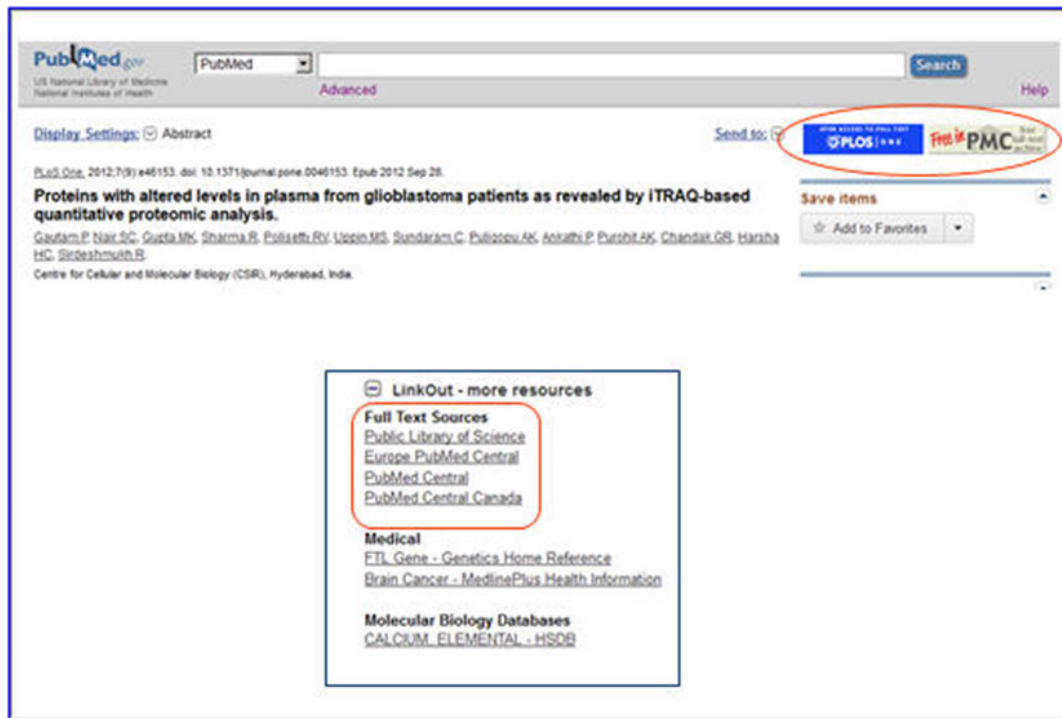 PubMed.gov
US National Library of Medicine
National Institutes of Health
PubMed
Search
Advanced
Help
Display Settings: Abstract
Send to:
OPEN ACCESS TO FULL TEXT
PLOS ONE
Free in PMC
PLoS One. 2012;7(9):e46153. doi: 10.1371/journal.pone.0046153. Epub 2012 Sep 28.
Proteins with altered levels in plasma from glioblastoma patients as revealed by iTRAQ-based
quantitative proteomic analysis.
Gautam P, Nair SC, Gupta MK, Sharma R, Polisetty RV, Uppin MS, Sundaram C, Puligopu AK, Ankathi P, Purohit AK, Chandak GR, Harsha
HC, Sirdeshmukh R.
Centre for Cellular and Molecular Biology (CSIR), Hyderabad, India.
Save items
Add to Favorites
LinkOut - more resources
Full Text Sources
Public Library of Science
Europe PubMed Central
PubMed Central
PubMed Central Canada
Medical
FTL Gene - Genetics Home Reference
Brain Cancer - MedlinePlus Health Information
Molecular Biology Databases
CALCIUM, ELEMENTAL - HSDB